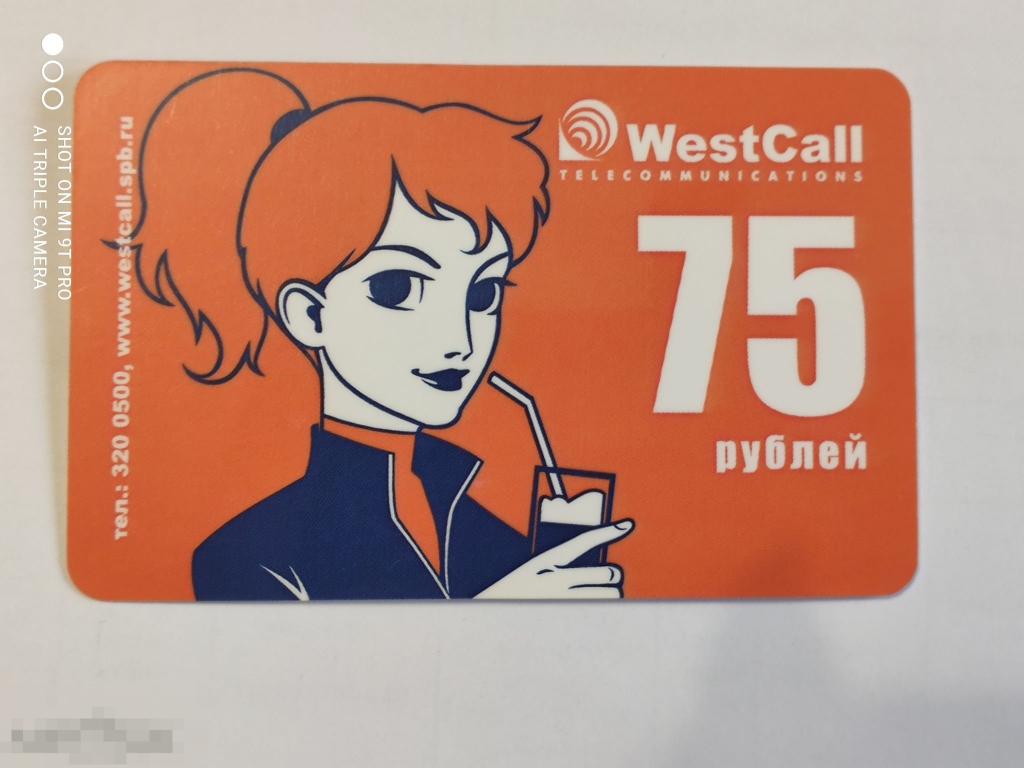 WestCall
TELECOMMUNICATIONS
75
рублей
тел.: 320 0500, www.westcall.spb.ru
SHOT ON MI 9T PRO
AI TRIPLE CAMERA